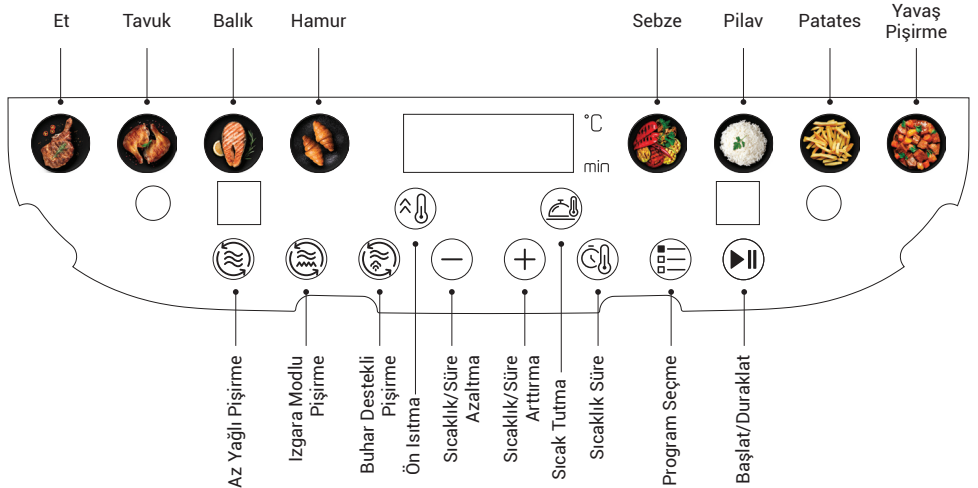 Et
Tavuk
Balık
Hamur
Sebze
Pilav
Patates
Yavaş
Pişirme
°C
min
Az Yağlı Pişirme
Izgara Modlu
Pişirme
Buhar Destekli
Pişirme
Ön Isıtma
Sıcaklık/Süre
Azaltma
Sıcaklık/Süre
Arttırma
Sıcak Tutma
Sıcaklık Süre
Program Seçme
Başlat/Duraklat